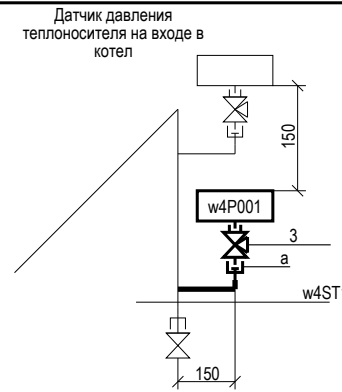 Датчик давления
теплоносителя на входе в
котел
150
w4P001
3
a
w4ST
150